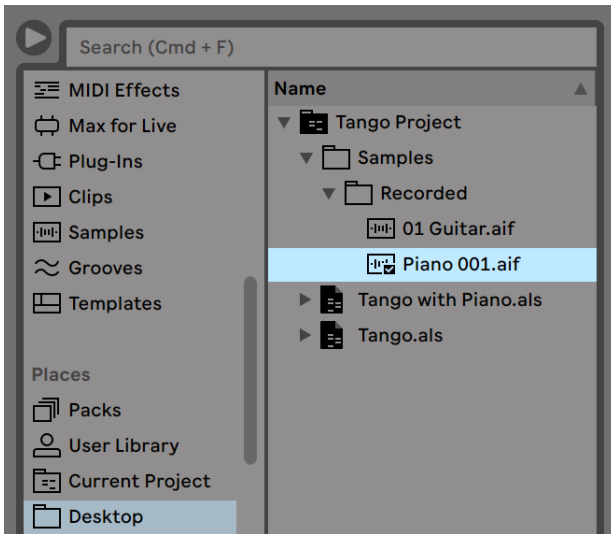 Search (Cmd + F)
MIDI Effects
Max for Live
Plug-Ins
Clips
Samples
Grooves
Templates
Places
Packs
User Library
Current Project
Desktop
Name
Tango Project
Samples
Recorded
01 Guitar.aif
Piano 001.aif
Tango with Piano.als
Tango.als